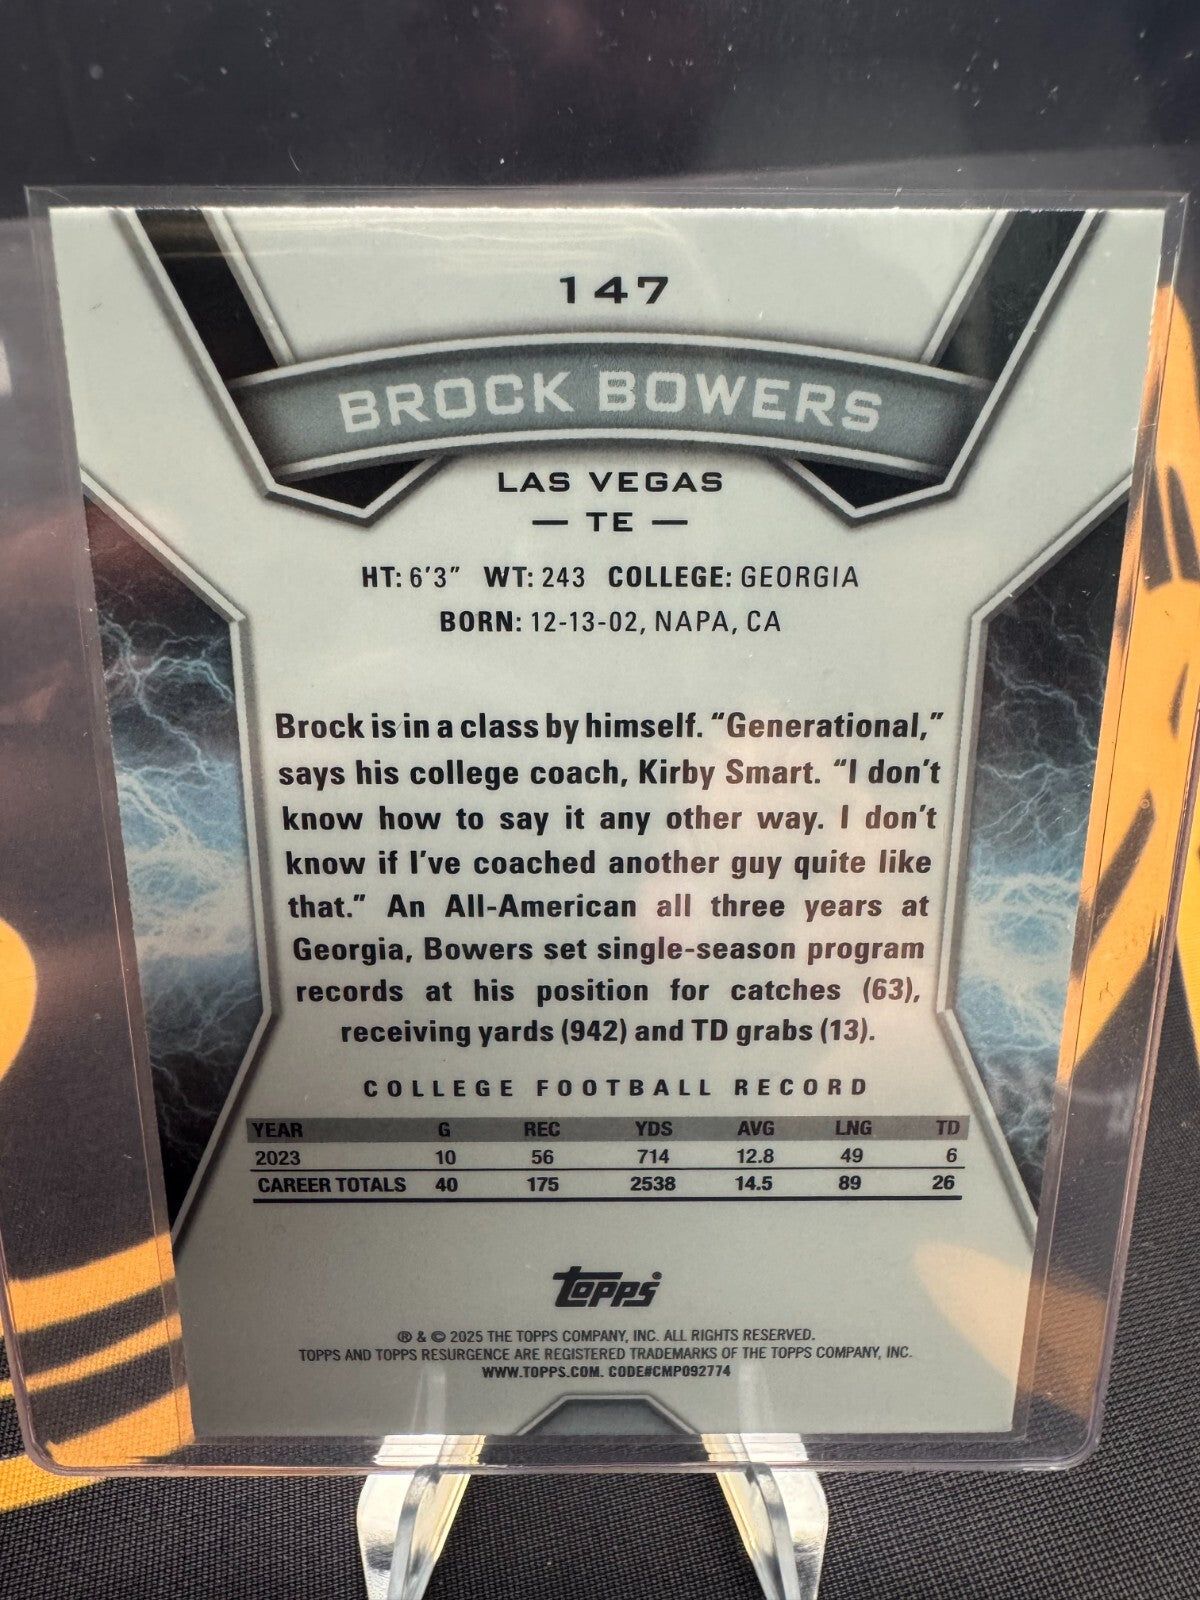 147
BROCK BOWERS
LAS VEGAS
— TE —
HT: 6'3" WT: 243 COLLEGE: GEORGIA
BORN: 12-13-02, NAPA, CA
Brock is in a class by himself. “Generational,”
says his college coach, Kirby Smart. “I don't
know how to say it any other way. I don't
know if I've coached another guy quite like
that.” An All-American all three years at
Georgia, Bowers set single-season program
records at his position for catches (63),
receiving yards (942) and TD grabs (13).
COLLEGE FOOTBALL RECORD
YEAR G REC YDS AVG LNG TD
2023 10 56 714 12.8 49 6
CAREER TOTALS 40 175 2538 14.5 89 26
topps®
® & © 2025 THE TOPPS COMPANY, INC. ALL RIGHTS RESERVED.
TOPPS AND TOPPS RESURGENCE ARE REGISTERED TRADEMARKS OF THE TOPPS COMPANY, INC.
WWW.TOPPS.COM. CODE#CMP092774